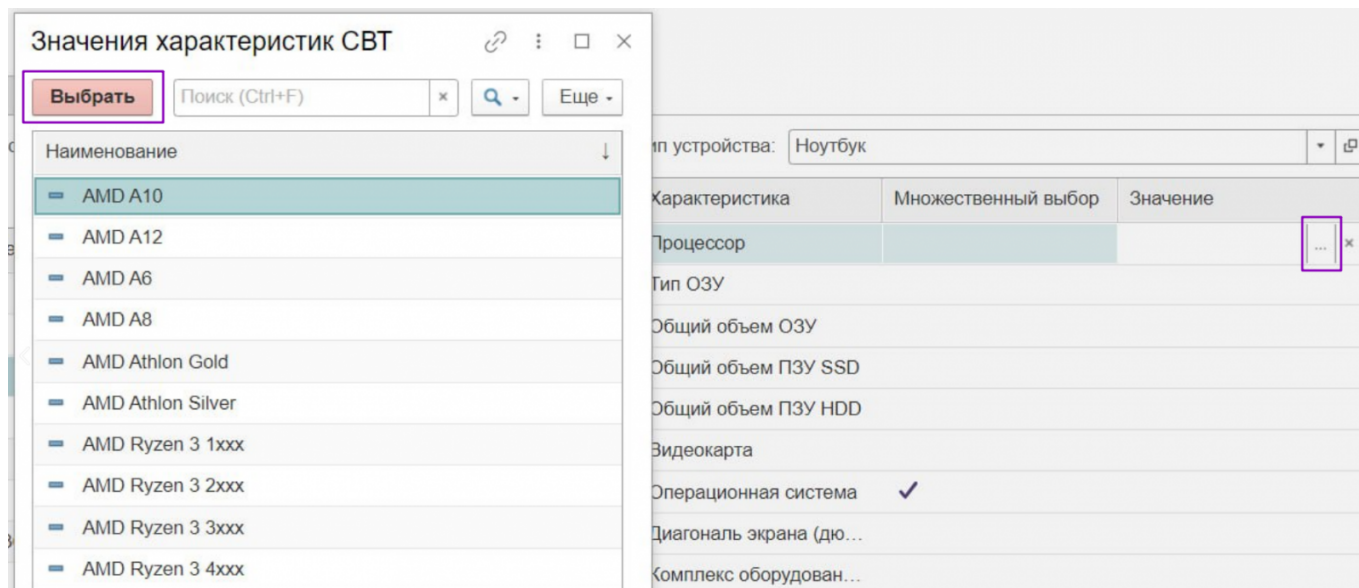 Значения характеристик СВТ
Выбрать
Поиск (Ctrl+F)
Еще
Наименование
AMD A10
AMD A12
AMD A6
AMD A8
AMD Athlon Gold
AMD Athlon Silver
AMD Ryzen 3 1xxx
AMD Ryzen 3 2xxx
AMD Ryzen 3 3xxx
AMD Ryzen 3 4xxx
ип устройства: Ноутбук
Характеристика Множественный выбор Значение
Процессор ...
Тип ОЗУ
Общий объем ОЗУ
Общий объем ПЗУ SSD
Общий объем ПЗУ HDD
Видеокарта
Операционная система
Диагональ экрана (дю...
Комплекс оборудован...